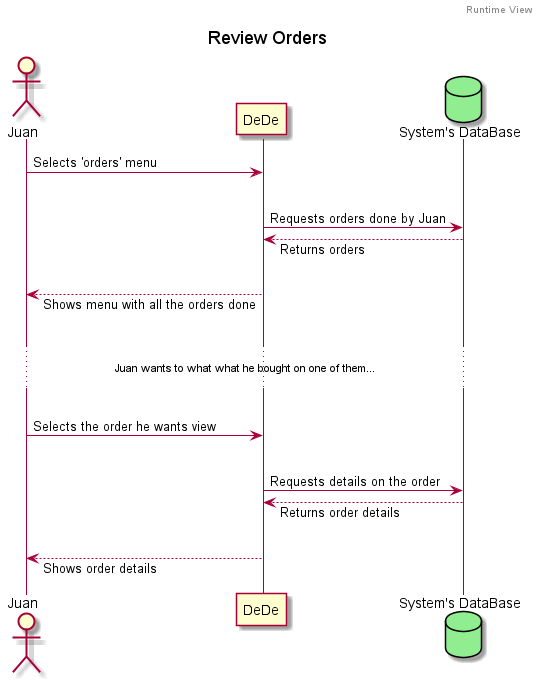 Runtime View
Review Orders
Juan
DeDe
System's DataBase
Selects 'orders' menu
Requests orders done by Juan
Returns orders
Shows menu with all the orders done
Juan wants to what what he bought on one of them...
Selects the order he wants view
Requests details on the order
Returns order details
Shows order details
Juan
DeDe
System's DataBase